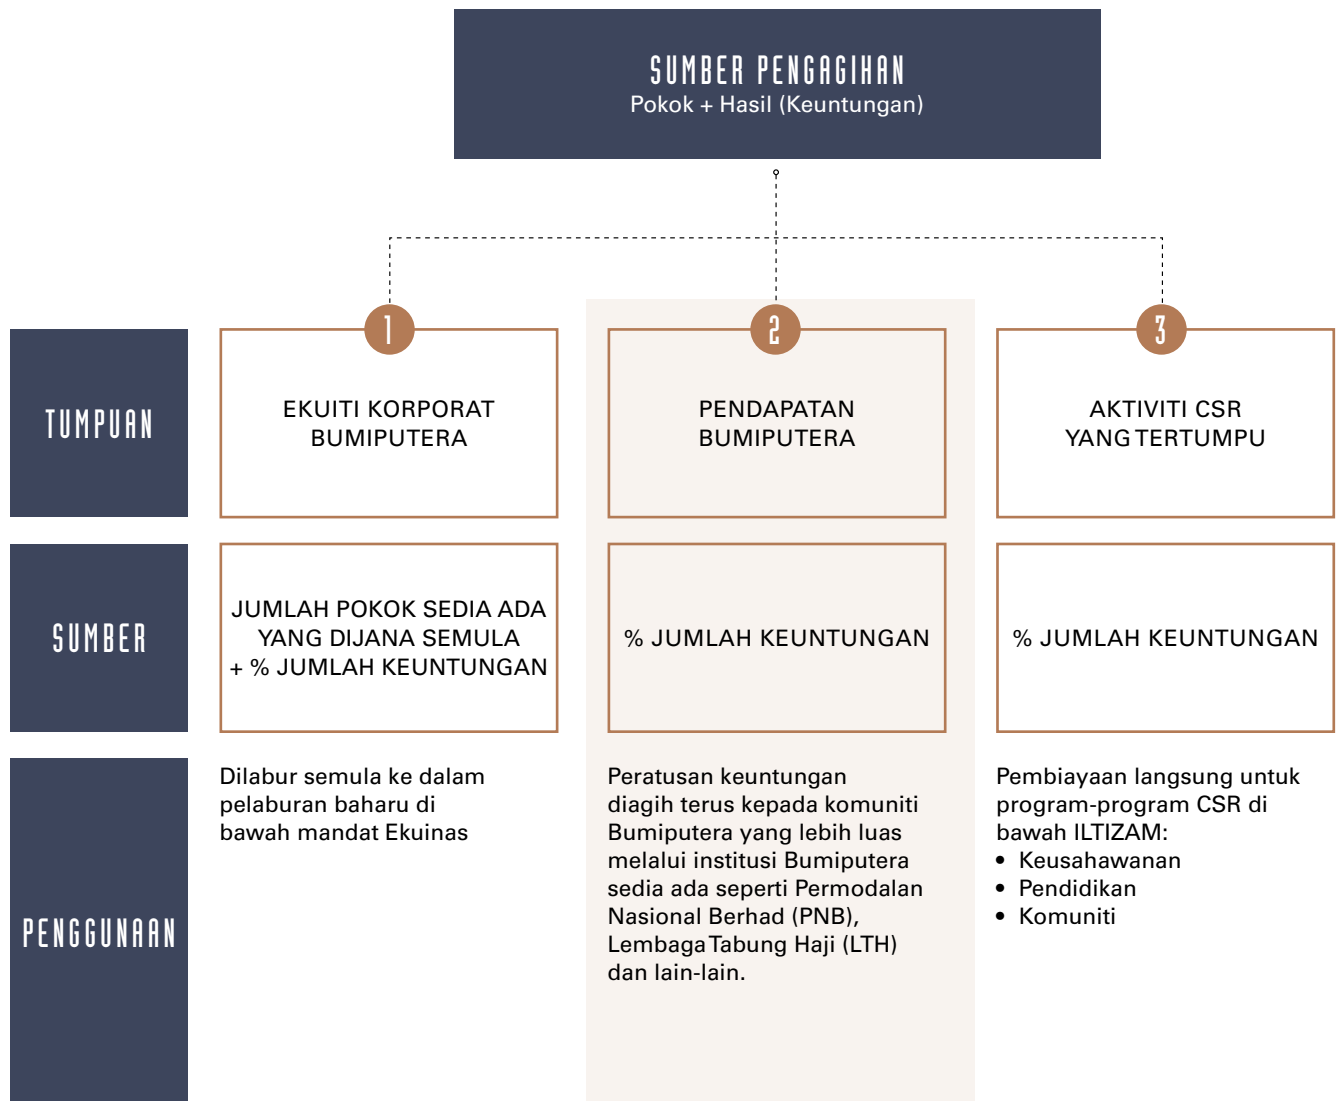 SUMBER PENGAGIHAN
Pokok + Hasil (Keuntungan)
1
2
3
TUMPUAN
EKUITI KORPORAT
BUMIPUTERA
PENDAPATAN
BUMIPUTERA
AKTIVITI CSR
YANG TERTUMPU
SUMBER
JUMLAH POKOK SEDIA ADA
YANG DIJANA SEMULA
+ % JUMLAH KEUNTUNGAN
% JUMLAH KEUNTUNGAN
% JUMLAH KEUNTUNGAN
PENGGUNAAN
Dilabur semula ke dalam
pelaburan baharu di
bawah mandat Ekuinas
Peratusan keuntungan
diagih terus kepada komuniti
Bumiputera yang lebih luas
melalui institusi Bumiputera
sedia ada seperti Permodalan
Nasional Berhad (PNB),
Lembaga Tabung Haji (LTH)
dan lain-lain.
Pembiayaan langsung untuk
program-program CSR di
bawah ILTIZAM:
• Keusahawanan
• Pendidikan
• Komuniti